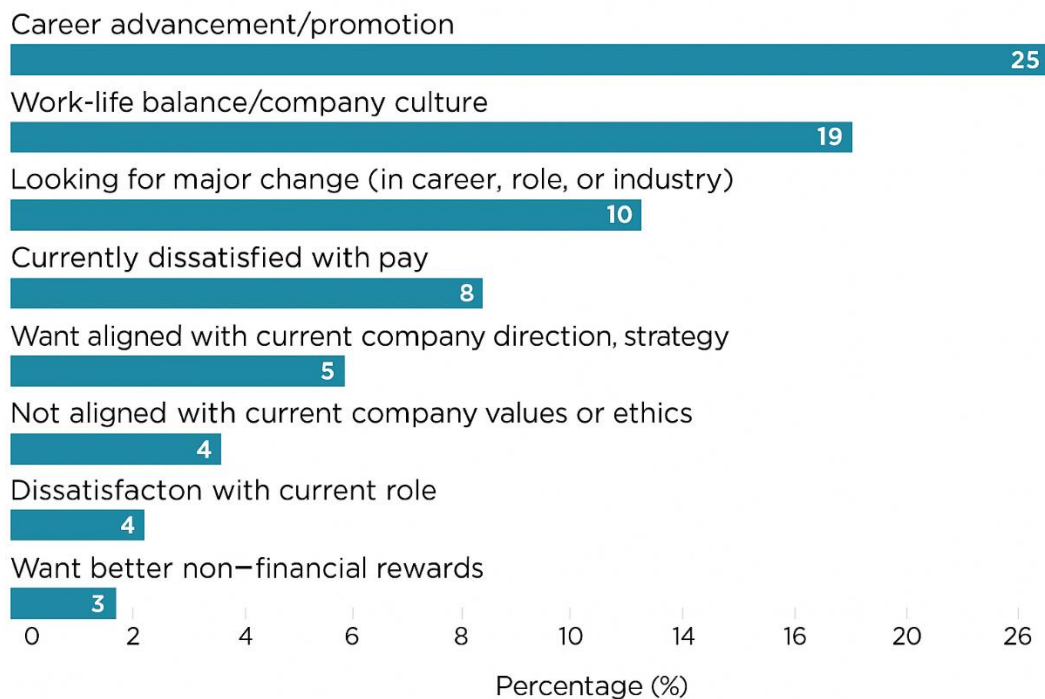 Career advancement/promotion
25
Work-life balance/company culture
19
Looking for major change (in career, role, or industry)
10
Currently dissatisfied with pay
8
Want aligned with current company direction, strategy
5
Not aligned with current company values or ethics
4
Dissatisfacton with current role
4
Want better non–financial rewards
3
0 2 4 6 8 10 14 16 20 26
Percentage (%)